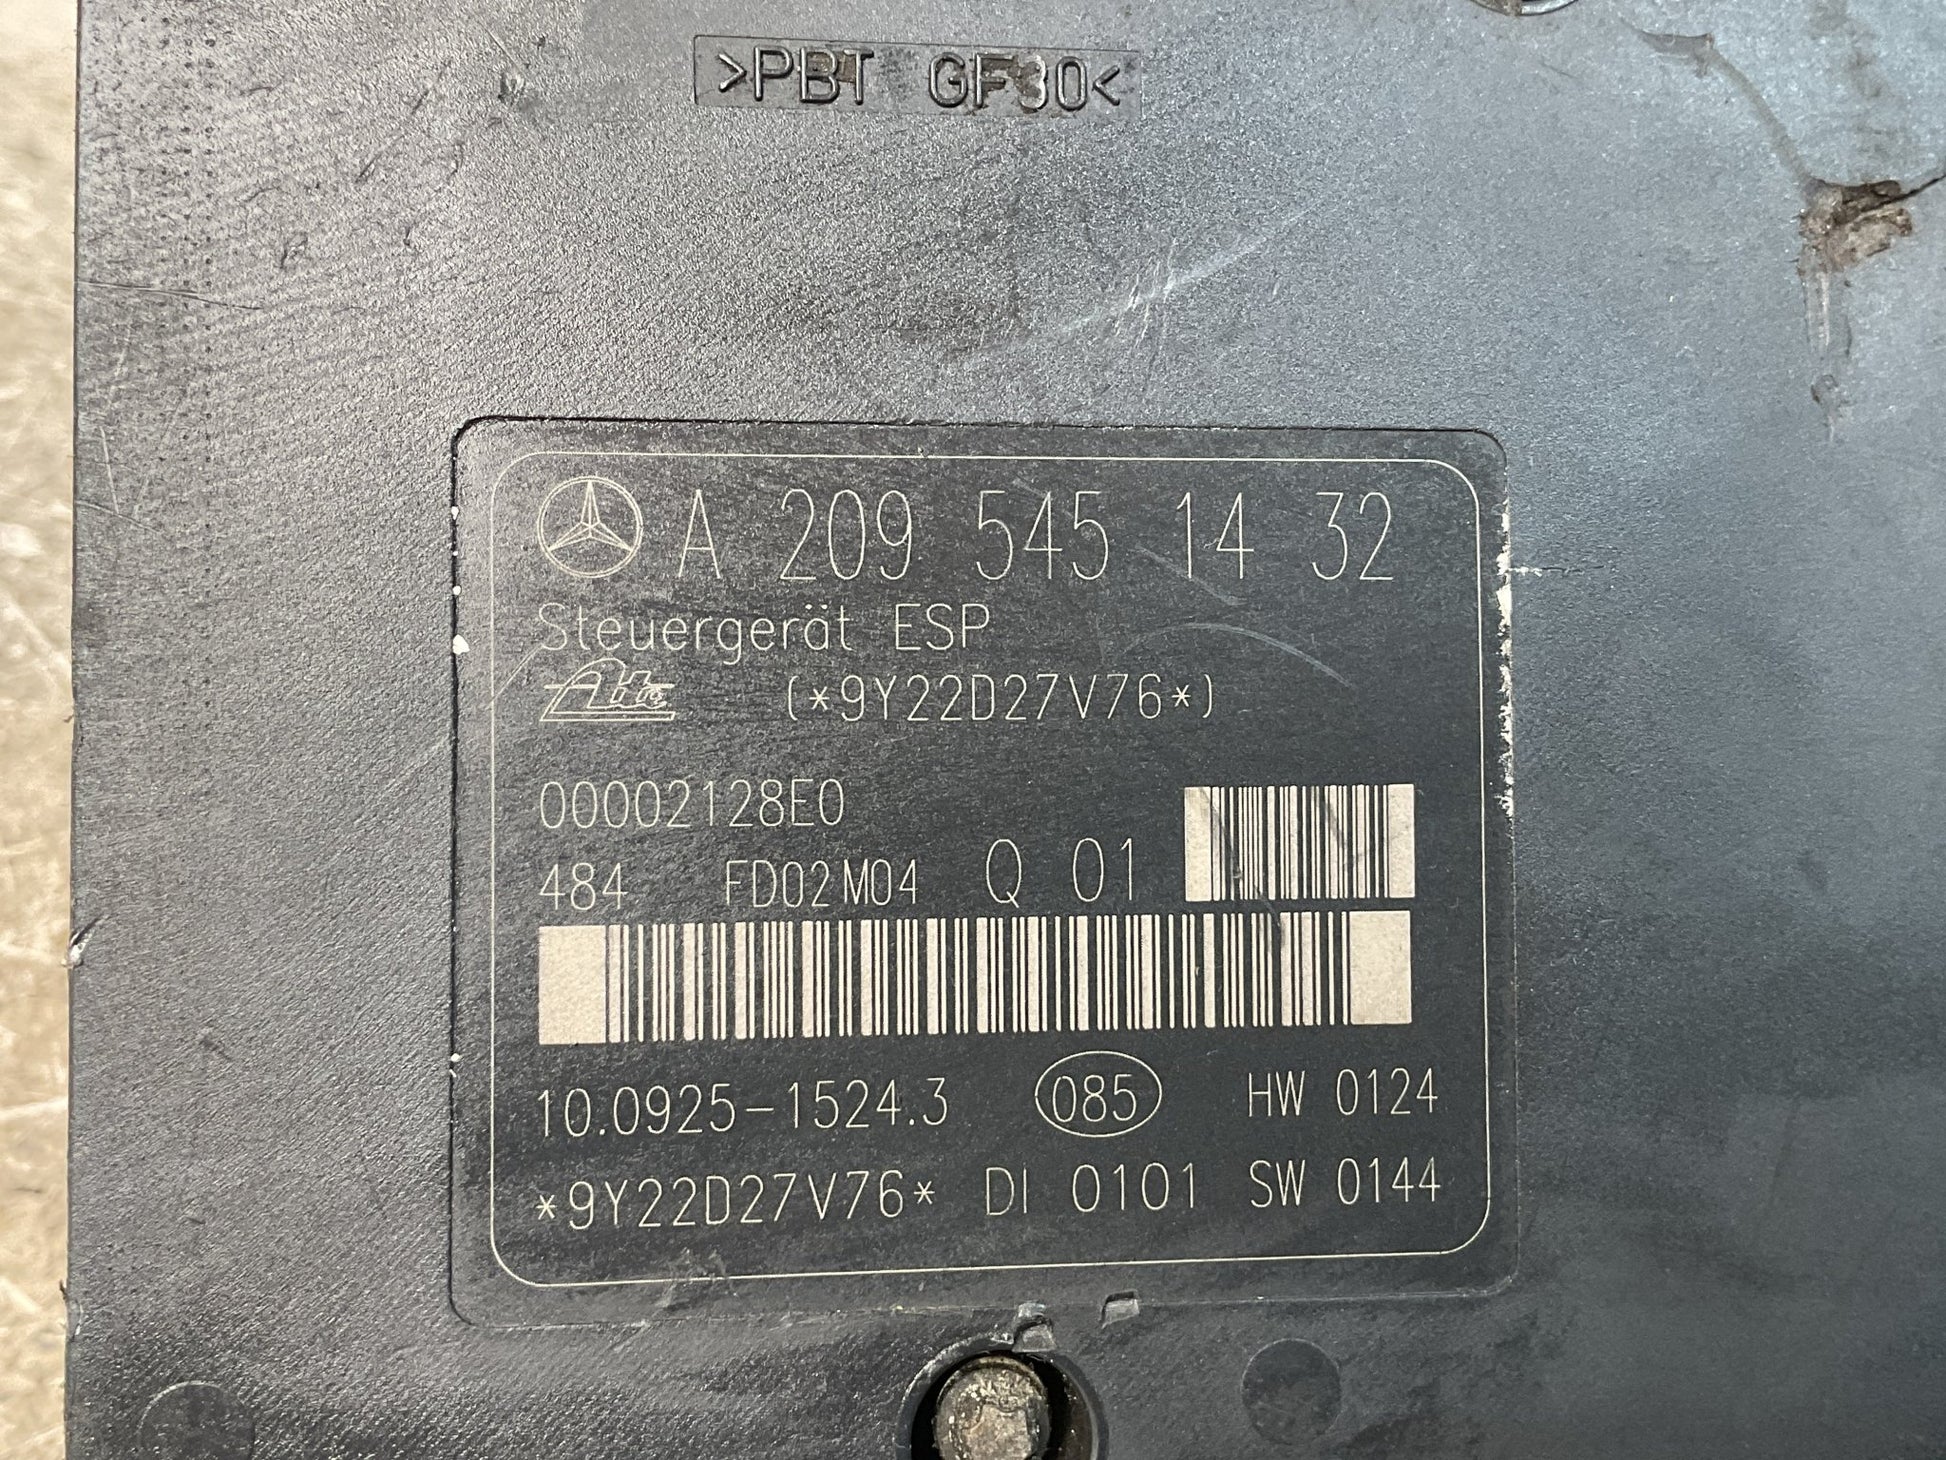 >PBT GF30<
A 209 545 14 32
Steuergerät ESP
Ate (*9Y22D27V76*)
00002128E0
484 FD02M04 Q 01
10.0925-1524.3 085 HW 0124
*9Y22D27V76* DI 0101 SW 0144